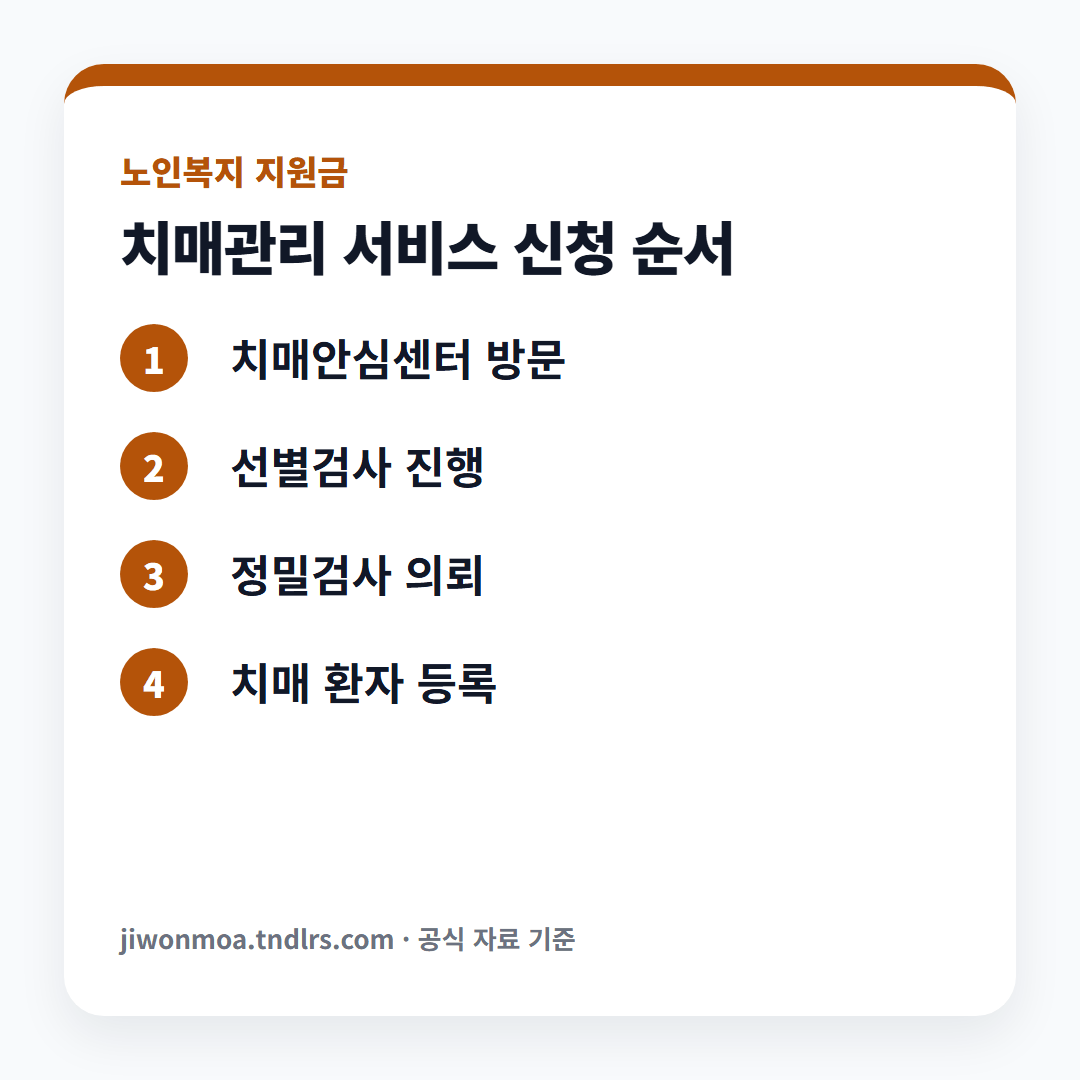 노인복지 지원금
치매관리 서비스 신청 순서
1 치매안심센터 방문
2 선별검사 진행
3 정밀검사 의뢰
4 치매 환자 등록
jiwonmoa.tndlrs.com · 공식 자료 기준